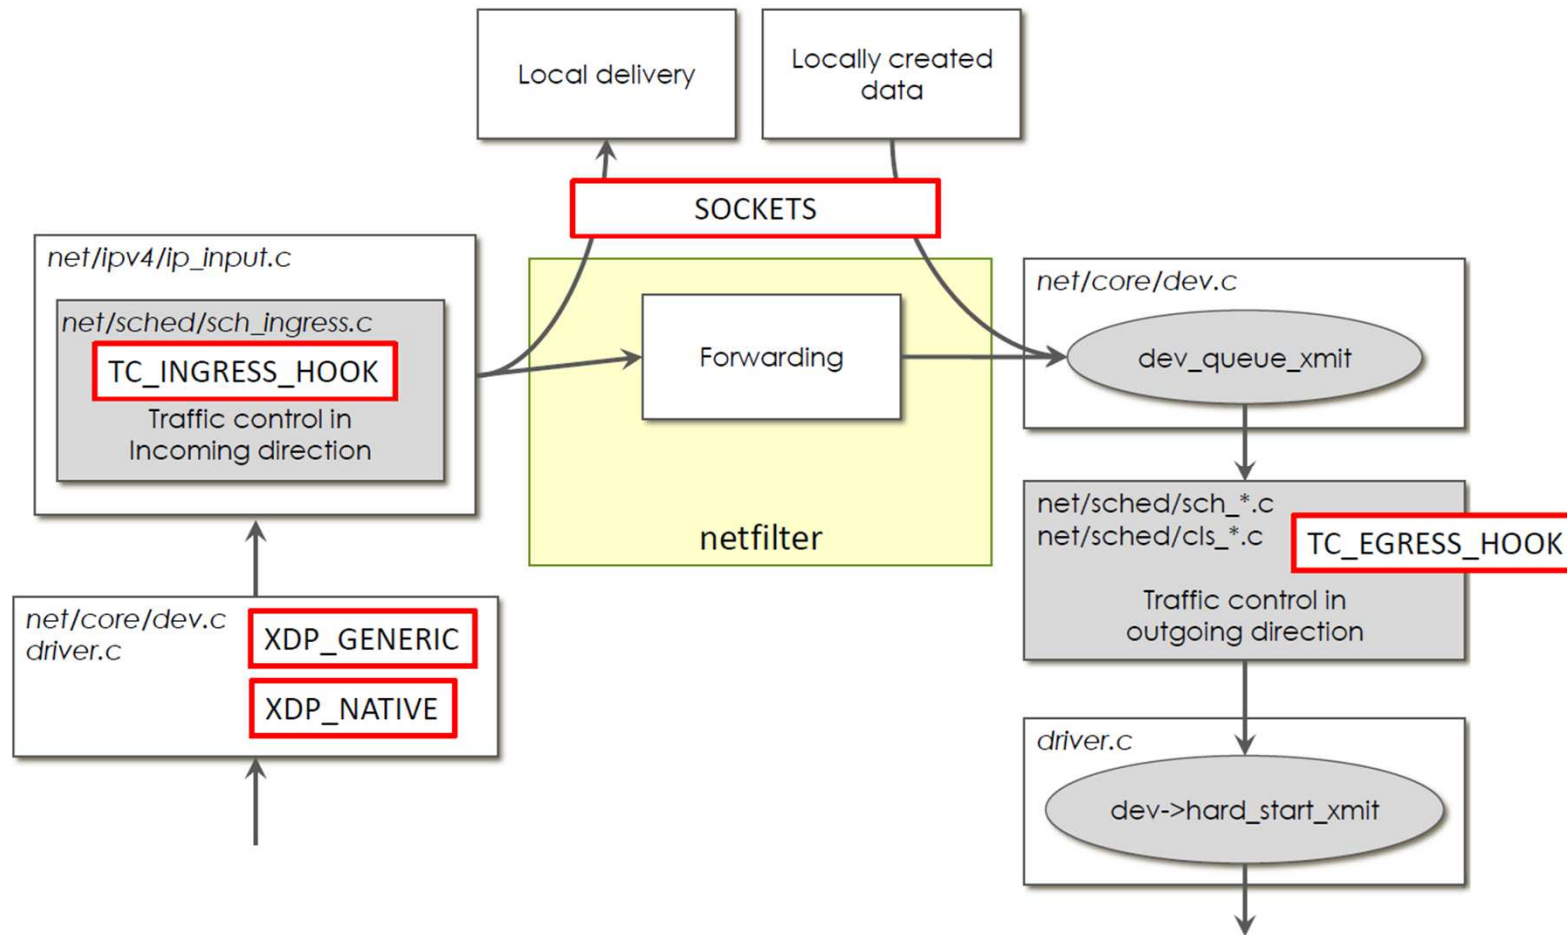 Local delivery
Locally created
data
SOCKETS
net/ipv4/ip_input.c
net/sched/sch_ingress.c
TC_INGRESS_HOOK
Traffic control in
Incoming direction
Forwarding
netfilter
net/core/dev.c
dev_queue_xmit
net/sched/sch_*.c
net/sched/cls_*.c
TC_EGRESS_HOOK
Traffic control in
outgoing direction
net/core/dev.c
driver.c
XDP_GENERIC
XDP_NATIVE
driver.c
dev->hard_start_xmit